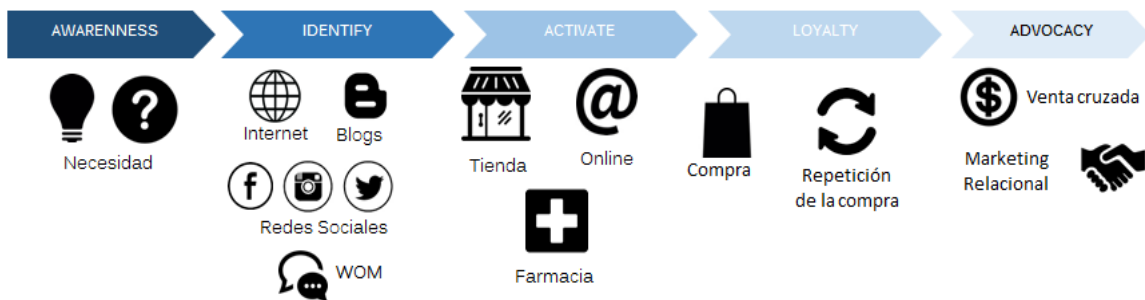 AWARENNESS
IDENTIFY
ACTIVATE
LOYALTY
ADVOCACY
Necesidad
Internet
Blogs
Redes Sociales
WOM
Tienda
Online
Farmacia
Compra
Repetición
de la compra
Venta cruzada
Marketing
Relacional